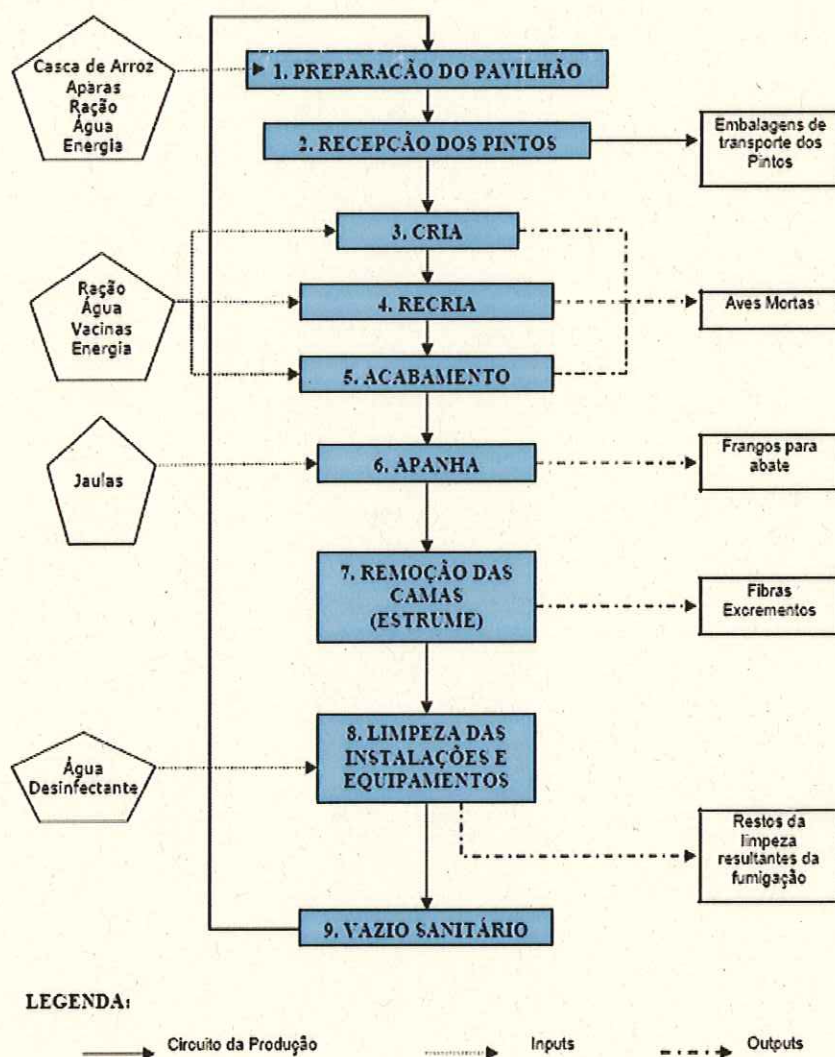 Casca de Arroz
Aparas
Ração
Água
Energia
1. PREPARAÇÃO DO PAVILHÃO
2. RECEPÇÃO DOS PINTOS
Embalagens de
transporte dos
Pintos
3. CRIA
Ração
Água
Vacinas
Energia
4. RECRIA
Aves Mortas
5. ACABAMENTO
Jaulas
6. APANHA
Frangos para
abate
7. REMOÇÃO DAS
CAMAS
(ESTRUME)
Fibras
Excrementos
Água
Desinfectante
8. LIMPEZA DAS
INSTALAÇÕES E
EQUIPAMENTOS
Restos da
limpeza
resultantes da
fumigação
9. VAZIO SANITÁRIO
LEGENDA:
Circuito da Produção
Inputs
Outputs